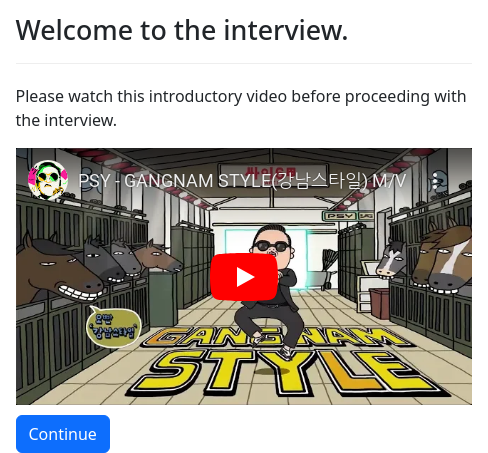 Welcome to the interview.
Please watch this introductory video before proceeding with
the interview.
PSY - GANGNAM STYLE(강남스타일) M/V
PSY
GANGNAM
STYLE
Continue